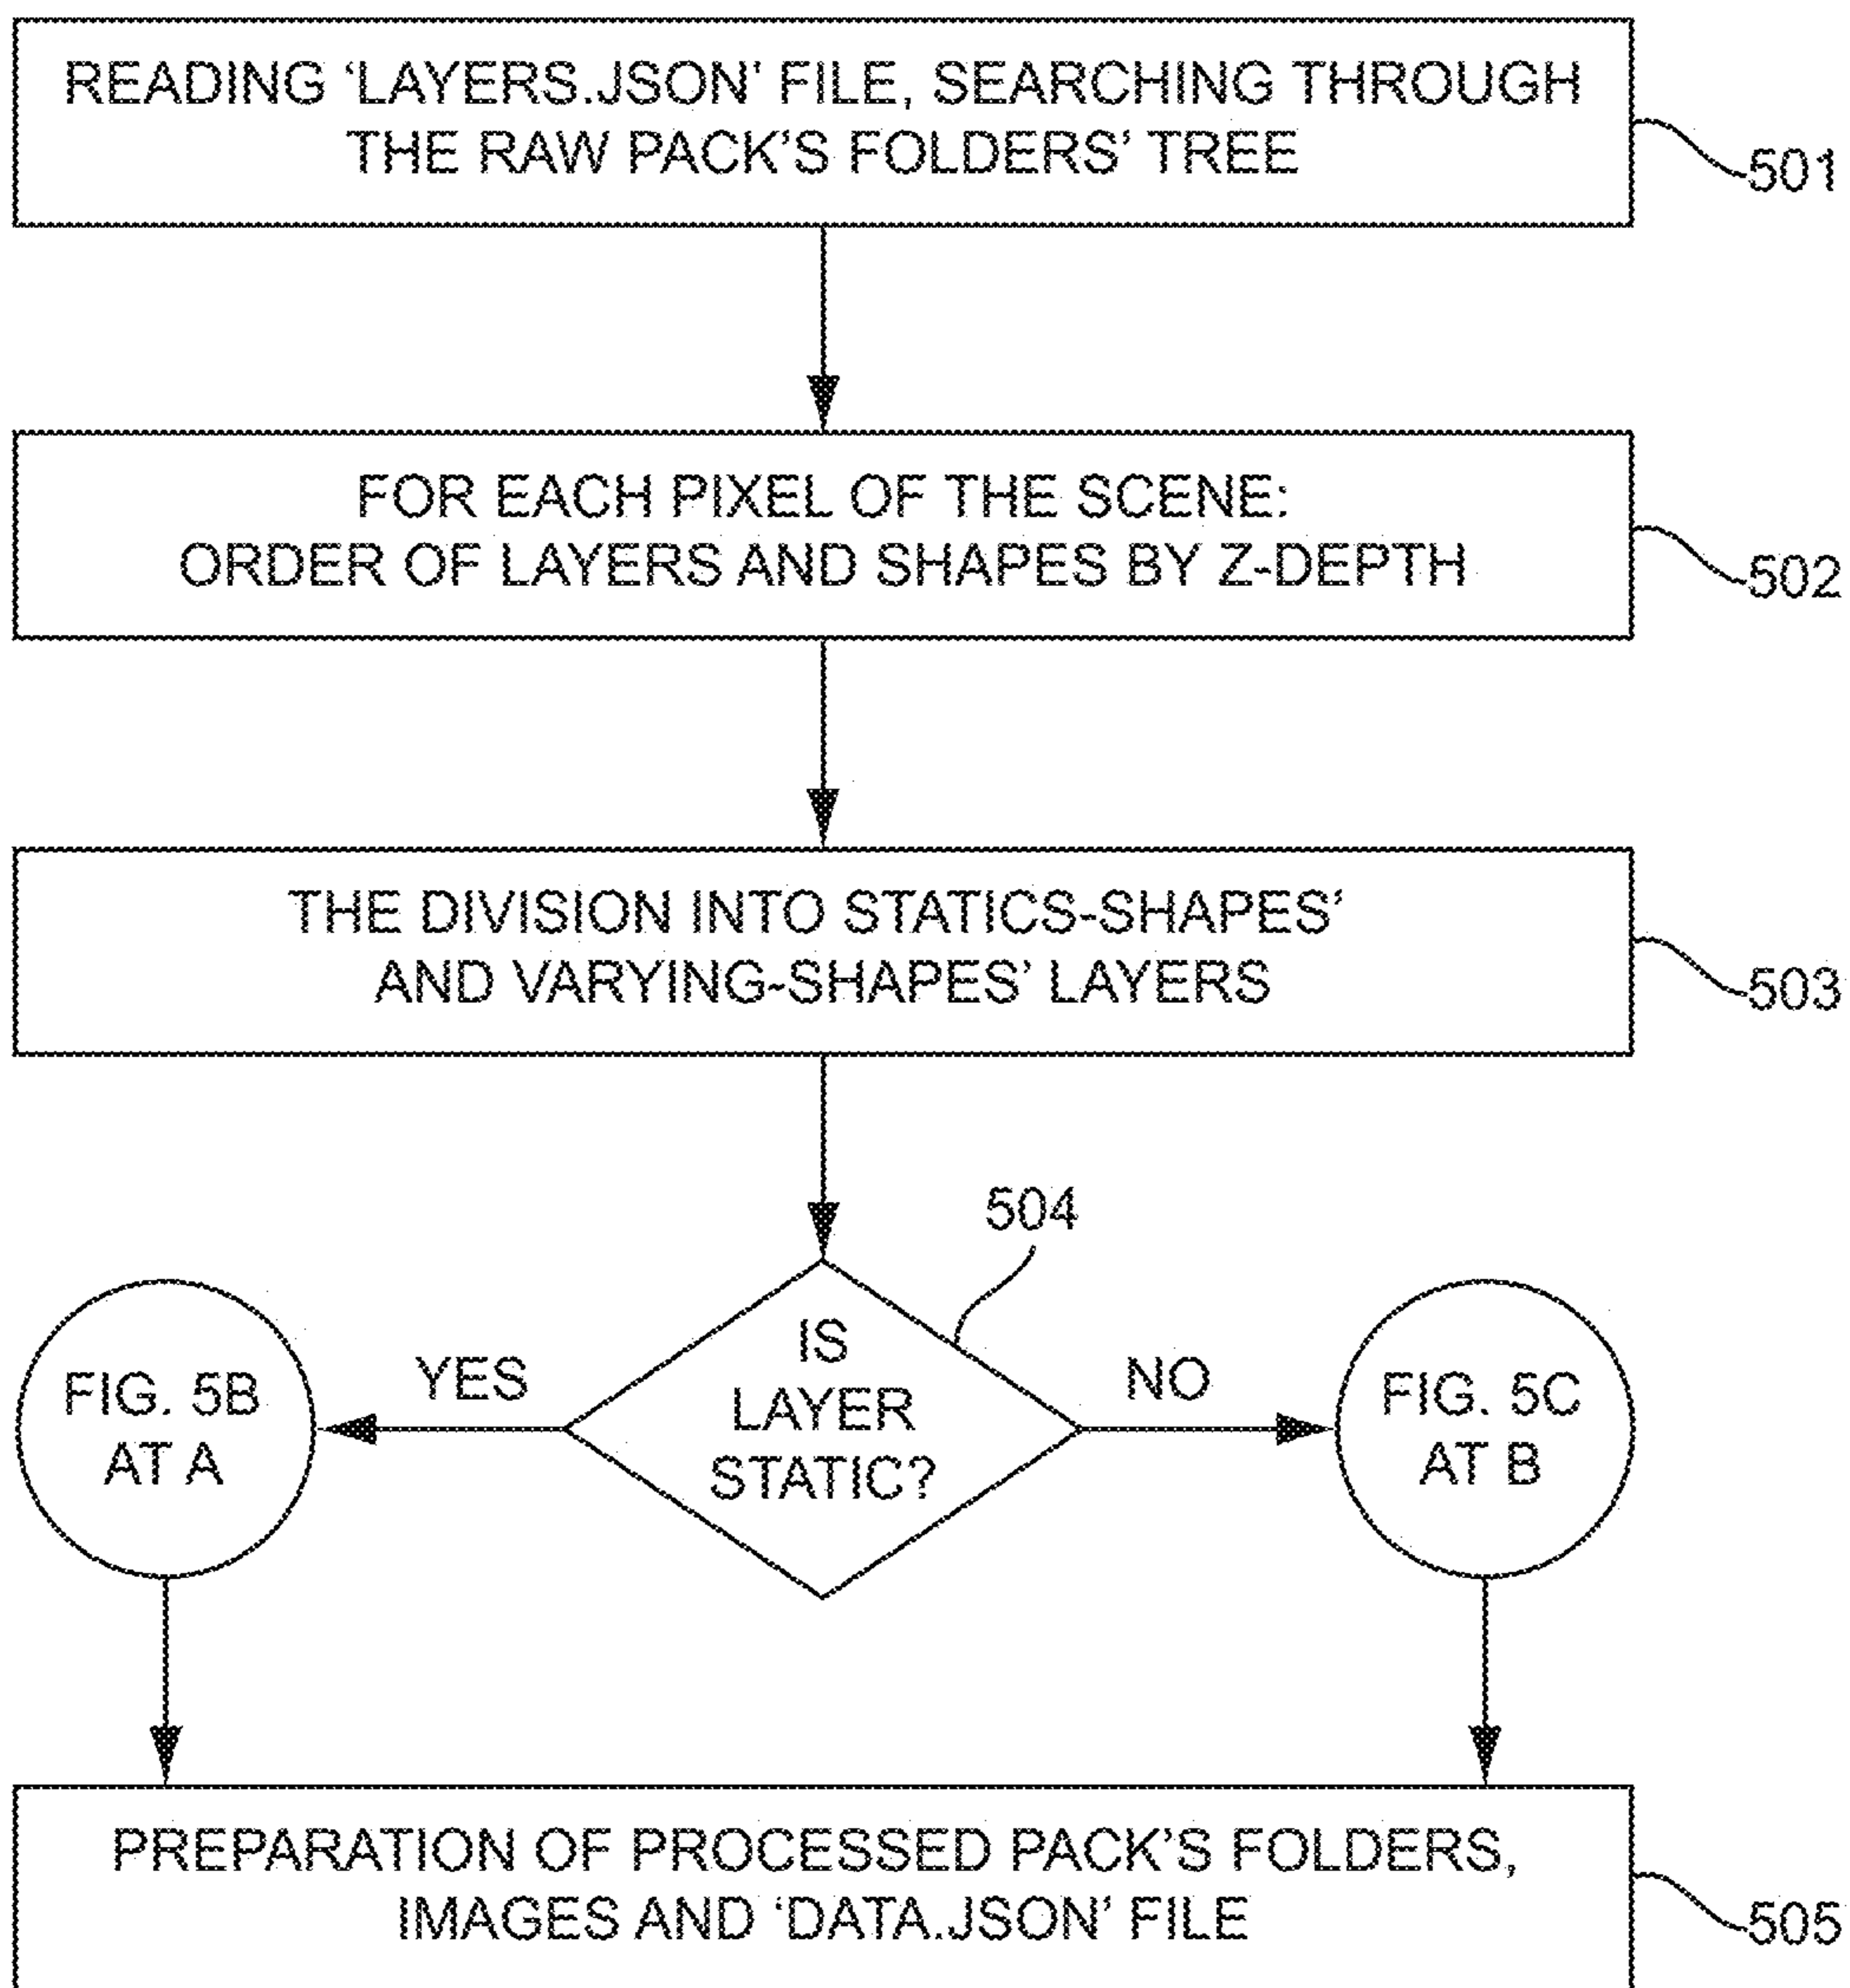 READING ‘LAYERS.JSON’ FILE, SEARCHING THROUGH
THE RAW PACK’S FOLDERS’ TREE
501
FOR EACH PIXEL OF THE SCENE:
ORDER OF LAYERS AND SHAPES BY Z-DEPTH
502
THE DIVISION INTO STATICS-SHAPES’
AND VARYING-SHAPES’ LAYERS
503
504
FIG. 5B
AT A
YES
IS
LAYER
STATIC?
NO
FIG. 5C
AT B
PREPARATION OF PROCESSED PACK’S FOLDERS,
IMAGES AND ‘DATA.JSON’ FILE
505